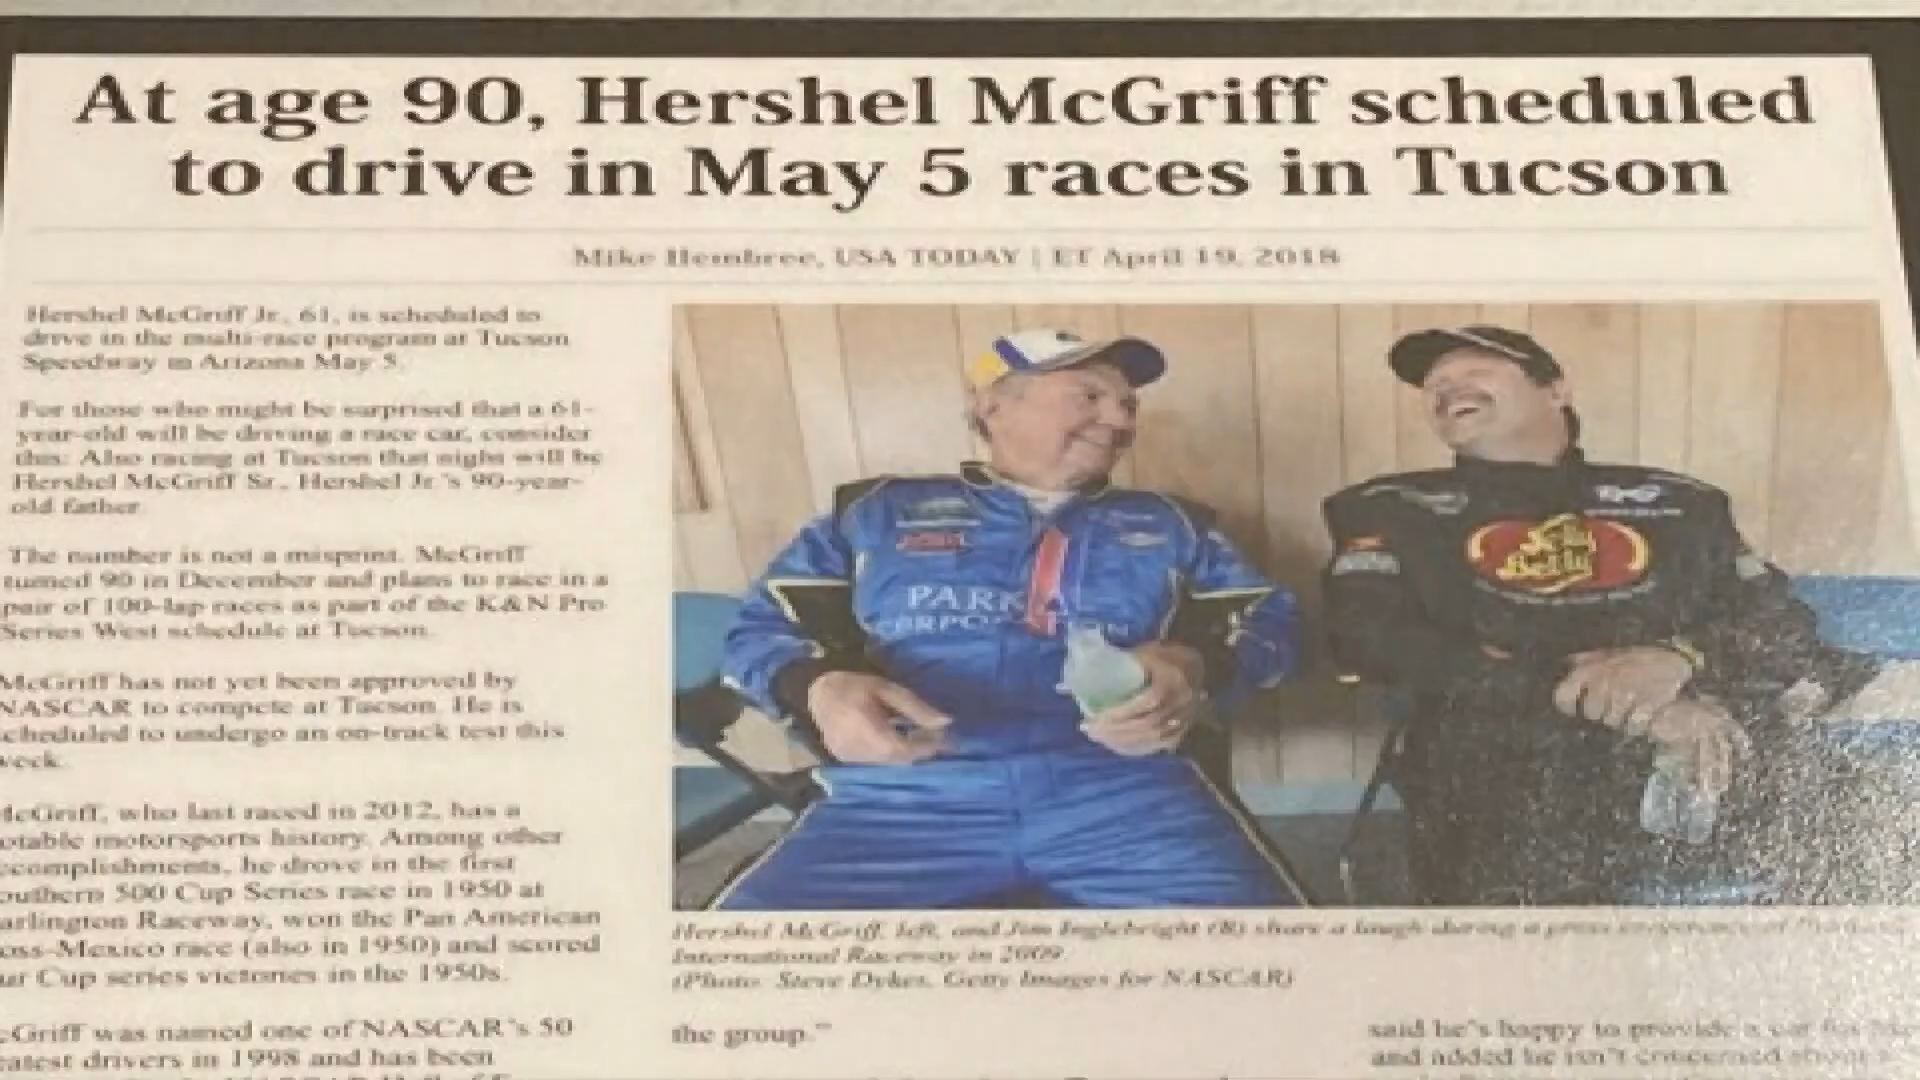 At age 90, Hershel McGriff scheduled
to drive in May 5 races in Tucson
Mike Hembree, USA TODAY | ET April 19, 2018
Hershel McGriff Jr., 61, is scheduled to
drive in the multi-race program at Tucson
Speedway in Arizona May 5.
For those who might be surprised that a 61-
year-old will be driving a race car, consider
this: Also racing at Tucson that night will be
Hershel McGriff Sr., Hershel Jr.'s 90-year-
old father.
The number is not a misprint. McGriff
turned 90 in December and plans to race in a
pair of 100-lap races as part of the K&N Pro
Series West schedule at Tucson.
McGriff has not yet been approved by
NASCAR to compete at Tucson. He is
cheduled to undergo an on-track test this
week.
McGriff, who last raced in 2012, has a
otable motorsports history. Among other
ccomplishments, he drove in the first
outhern 500 Cup Series race in 1950 at
arlington Raceway, won the Pan American
oss-Mexico race (also in 1950) and scored
ur Cup series victories in the 1950s.
cGriff was named one of NASCAR's 50
eatest drivers in 1998 and has been
PARK
CORPORATION
Belly
Hershel McGriff, left, and Jim Inglebright (R) share a laugh during a press conference at
International Raceway in 2009.
(Photo: Steve Dykes, Getty Images for NASCAR)
the group."
said he's happy to provide a car for
and added he isn't concerned about